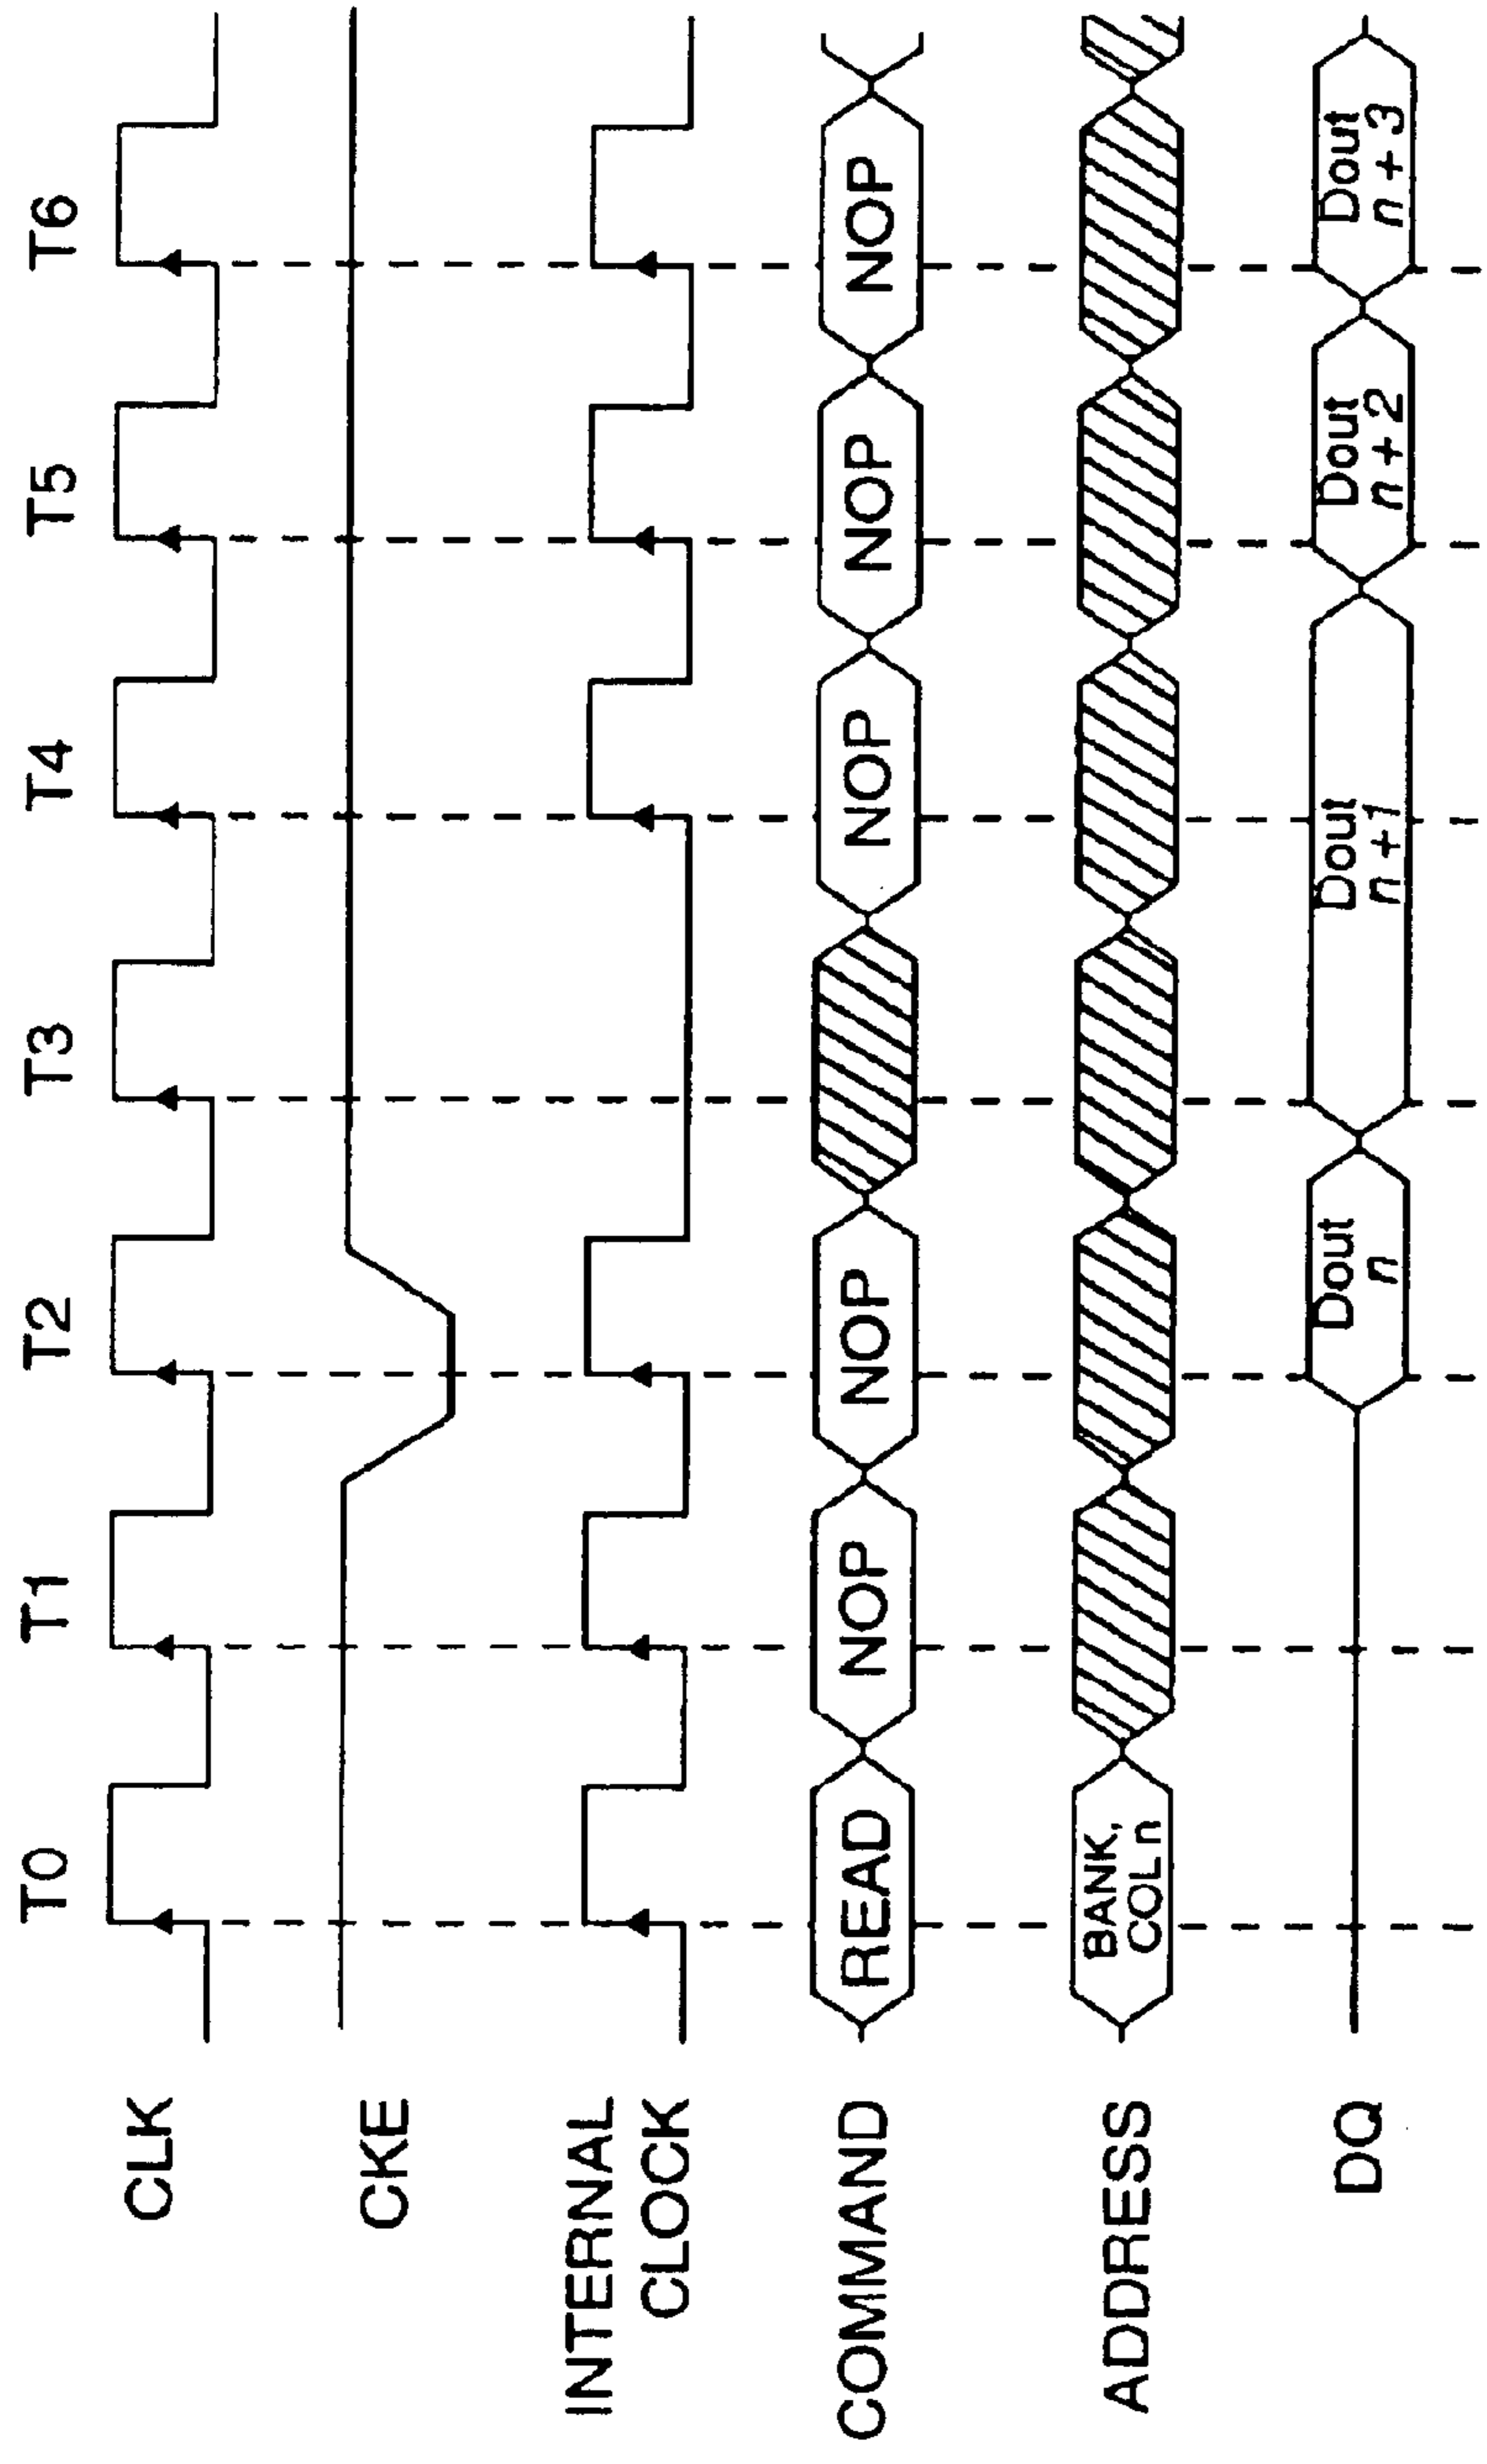 T0 T1 T2 T3 T4 T5 T6
CLK
CKE
INTERNAL
CLOCK
COMMAND READ NOP NOP NOP NOP NOP
ADDRESS BANK,
COL n
DQ Dout
n Dout
n + 1 Dout
n + 2 Dout
n + 3